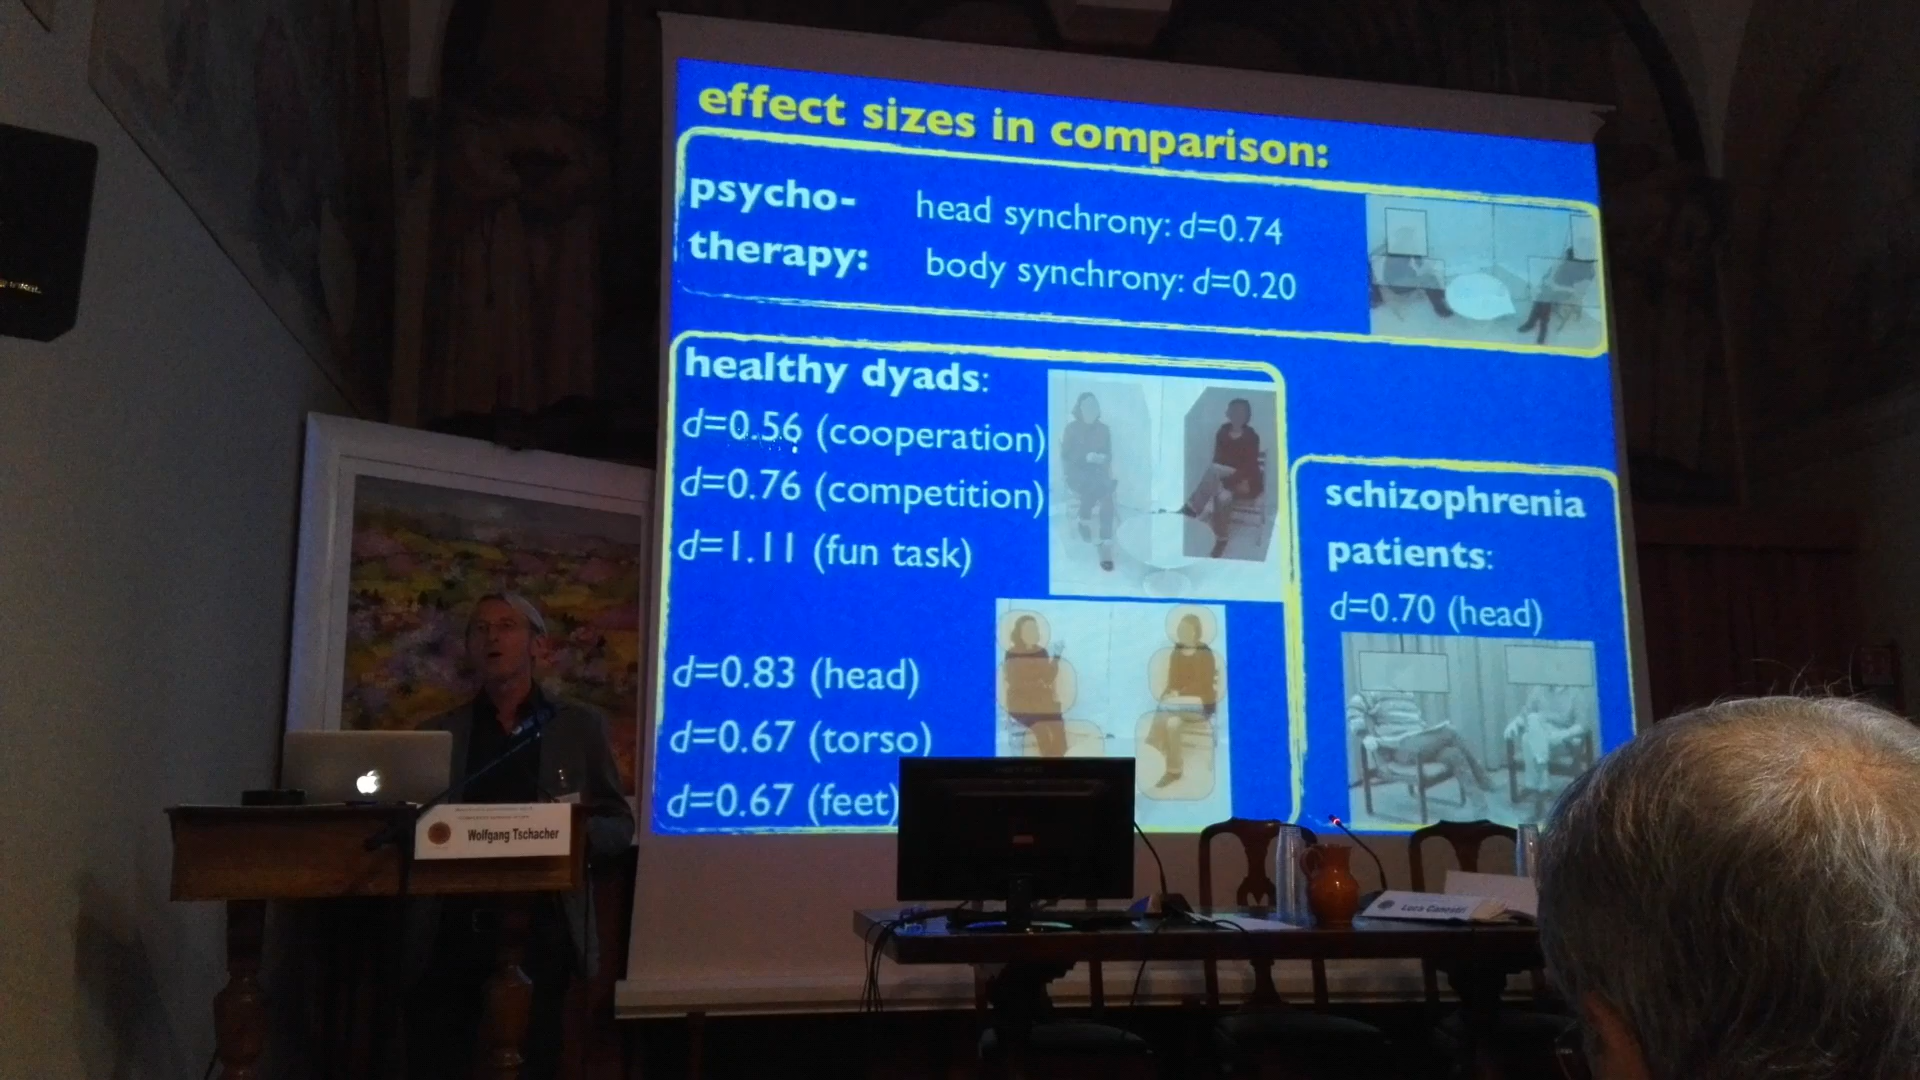 effect sizes in comparison:
psycho-
therapy:
head synchrony: d=0.74
body synchrony: d=0.20
healthy dyads:
d=0.56 (cooperation)
d=0.76 (competition)
d=1.11 (fun task)
d=0.83 (head)
d=0.67 (torso)
d=0.67 (feet)
schizophrenia
patients:
d=0.70 (head)
Wolfgang Tschacher
Luca Canestri